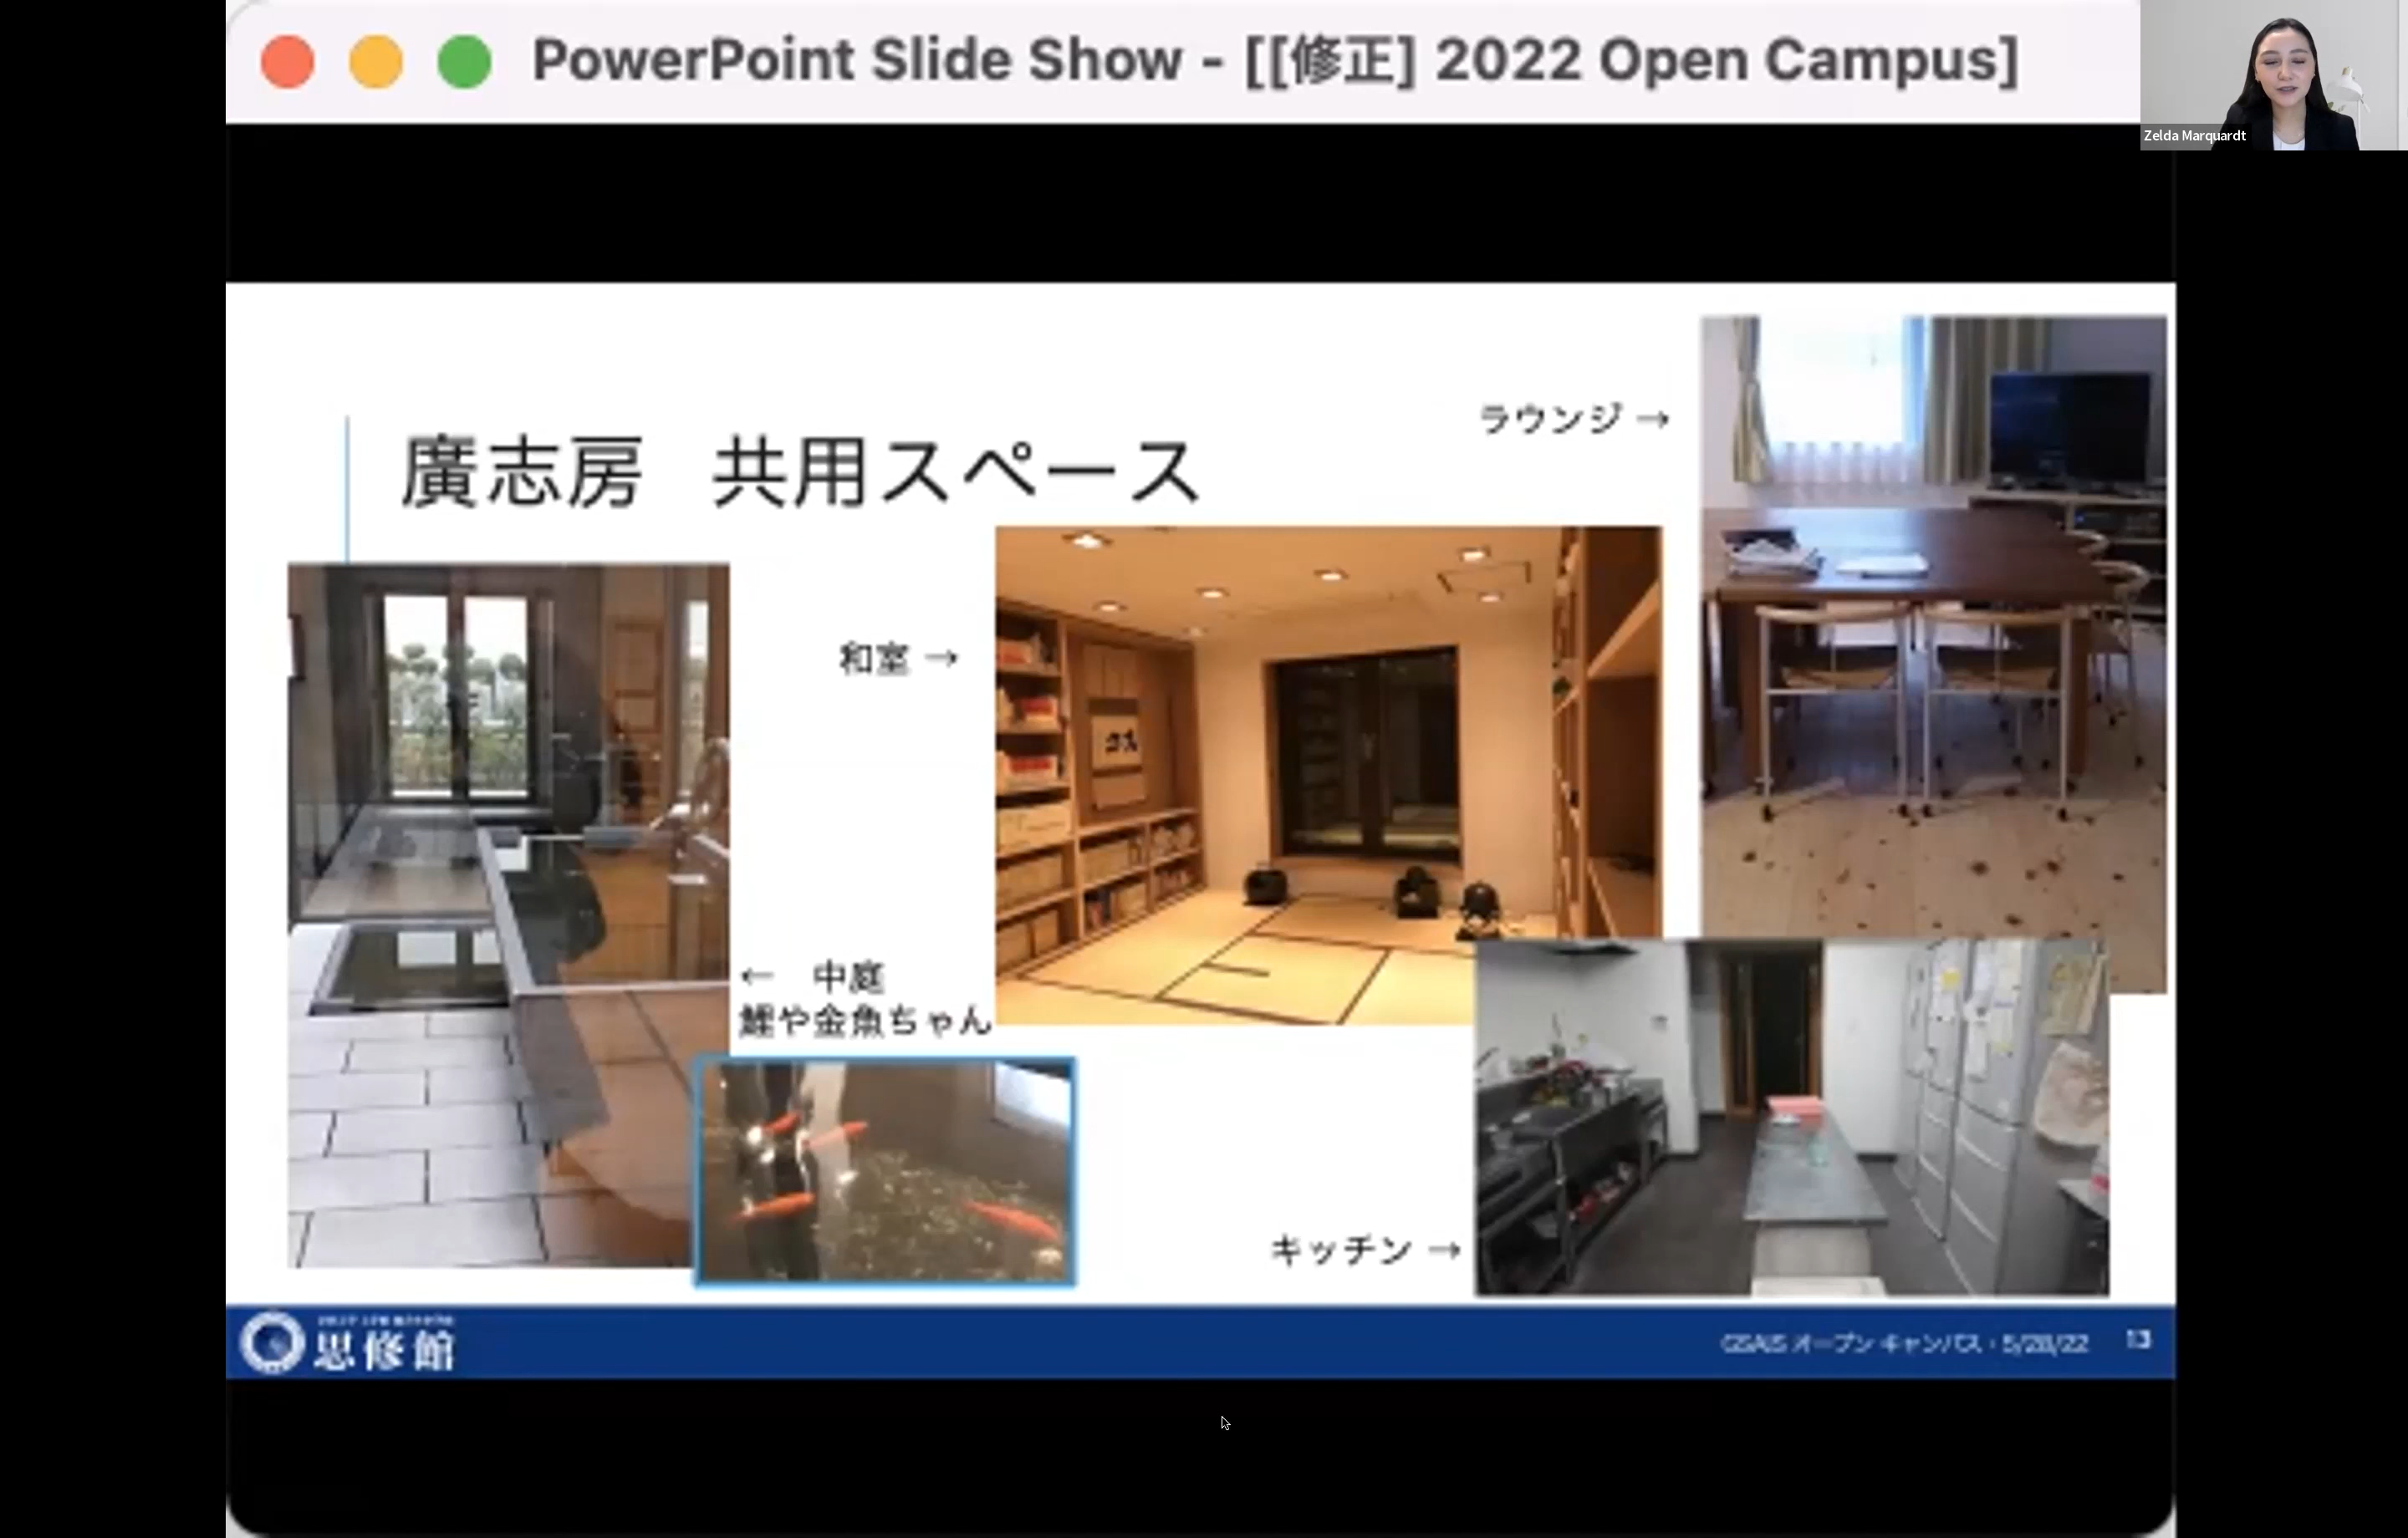 PowerPoint Slide Show - [[修正] 2022 Open Campus]
Zelda Marquardt
ラウンジ →
廣志房 共用スペース
和室 →
← 中庭
鯉や金魚ちゃん
キッチン →
思修館
GSAIS オープン キャンパス・5/28/22 13